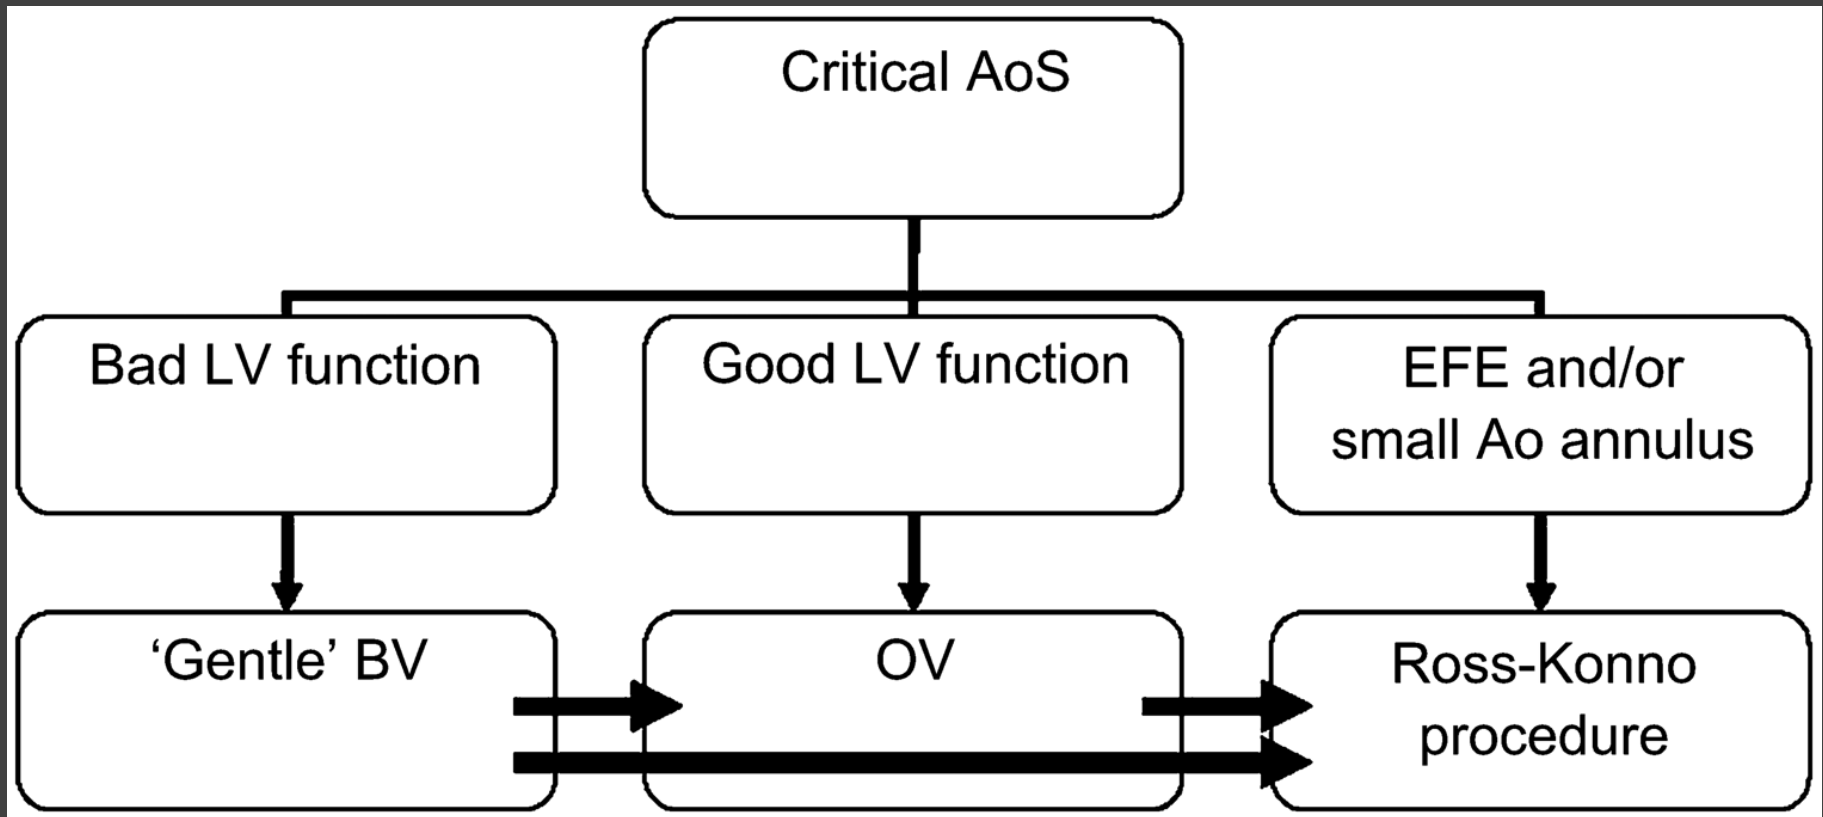 Critical AoS
Bad LV function
Good LV function
EFE and/or
small Ao annulus
‘Gentle’ BV
OV
Ross-Konno
procedure